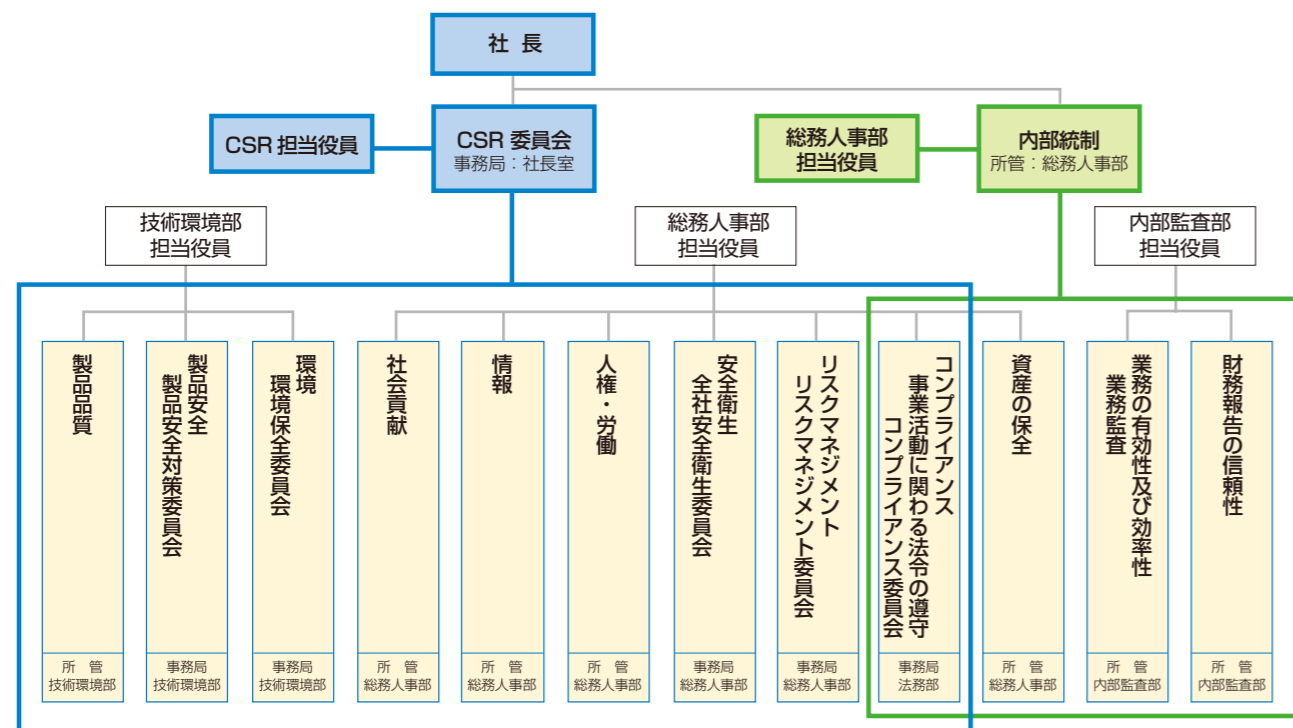 社 長
CSR 担当役員
CSR 委員会
事務局：社長室
総務人事部
担当役員
内部統制
所管：総務人事部
技術環境部
担当役員
総務人事部
担当役員
内部監査部
担当役員
製品品質
所 管
技術環境部
製品安全
製品安全対策委員会
事務局
技術環境部
環境
環境保全委員会
事務局
技術環境部
社会貢献
所 管
総務人事部
情報
所 管
総務人事部
人権・労働
所 管
総務人事部
安全衛生
全社安全衛生委員会
事務局
総務人事部
リスクマネジメント
リスクマネジメント委員会
事務局
総務人事部
コンプライアンス
事業活動に関わる法令の遵守
コンプライアンス委員会
事務局
法務部
資産の保全
所 管
総務人事部
業務の有効性及び効率性
業務監査
所 管
内部監査部
財務報告の信頼性
所 管
内部監査部